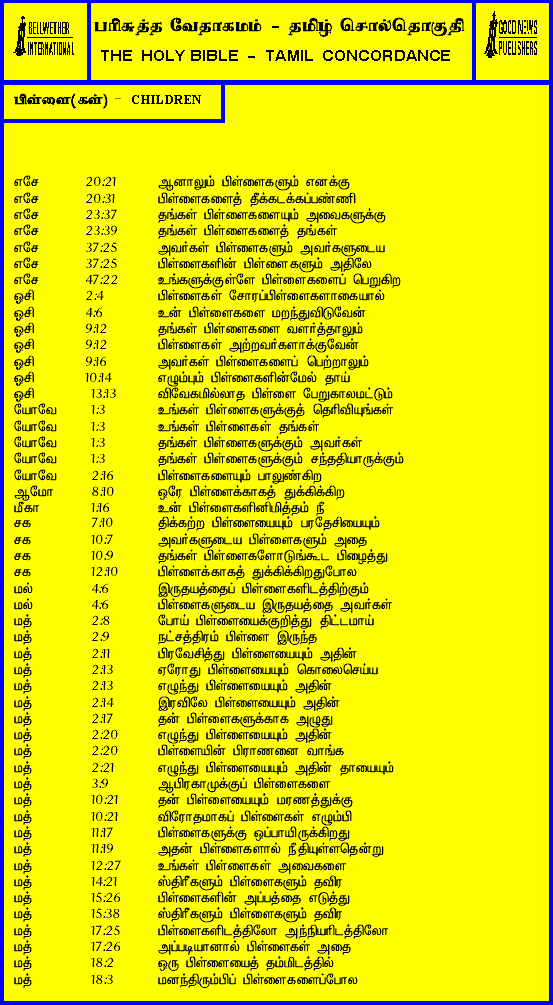 BELLWETHER INTERNATIONAL
பரிசுத்த வேதாகமம் - தமிழ் சொல்தொகுதி
THE HOLY BIBLE - TAMIL CONCORDANCE
GOOD NEWS PUBLISHERS
பிள்ளை(கள்) - CHILDREN
எசே 20:21 ஆனாலும் பிள்ளைகளும் எனக்கு
எசே 20:31 பிள்ளைகளைத் தீக்கடக்கப்பண்ணி
எசே 23:37 தங்கள் பிள்ளைகளையும் அவைகளுக்கு
எசே 23:39 தங்கள் பிள்ளைகளைத் தங்கள்
எசே 37:25 அவர்கள் பிள்ளைகளும் அவர்களுடைய
எசே 37:25 பிள்ளைகளின் பிள்ளைகளும் அதிலே
எசே 47:22 உங்களுக்குள்ளே பிள்ளைகளைப் பெறுகிற
ஓசி 2:4 பிள்ளைகள் சோரப்பிள்ளைகளாகையால்
ஓசி 4:6 உன் பிள்ளைகளை மறந்துவிடுவேன்
ஓசி 9:12 தங்கள் பிள்ளைகளை வளர்த்தாலும்
ஓசி 9:12 பிள்ளைகள் அற்றவர்களாக்குவேன்
ஓசி 9:16 அவர்கள் பிள்ளைகளைப் பெற்றாலும்
ஓசி 10:14 எழும்பும் பிள்ளைகளின்மேல் தாய்
ஓசி 13:13 விவேகமில்லாத பிள்ளை பேறுகாலமட்டும்
யோவே 1:3 உங்கள் பிள்ளைகளுக்குத் தெரிவியுங்கள்
யோவே 1:3 உங்கள் பிள்ளைகள் தங்கள்
யோவே 1:3 தங்கள் பிள்ளைகளுக்கும் அவர்கள்
யோவே 1:3 தங்கள் பிள்ளைகளுக்கும் சந்ததியாருக்கும்
யோவே 2:16 பிள்ளைகளையும் பாலுண்கிற
ஆமோ 8:10 ஒரே பிள்ளைக்காகத் துக்கிக்கிற
மீகா 1:16 உன் பிள்ளைகளினிமித்தம் நீ
சக 7:10 திக்கற்ற பிள்ளையையும் பரதேசியையும்
சக 10:7 அவர்களுடைய பிள்ளைகளும் அதை
சக 10:9 தங்கள் பிள்ளைகளோடுங்கூட பிழைத்து
சக 12:10 பிள்ளைக்காகத் துக்கிக்கிறதுபோல
மல் 4:6 இருதயத்தைப் பிள்ளைகளிடத்திற்கும்
மல் 4:6 பிள்ளைகளுடைய இருதயத்தை அவர்கள்
மத் 2:8 போய் பிள்ளையைக்குறித்து திட்டமாய்
மத் 2:9 நட்சத்திரம் பிள்ளை இருந்த
மத் 2:11 பிரவேசித்து பிள்ளையையும் அதின்
மத் 2:13 ஏரோது பிள்ளையையும் கொலைசெய்ய
மத் 2:13 எழுந்து பிள்ளையையும் அதின்
மத் 2:14 இரவிலே பிள்ளையையும் அதின்
மத் 2:17 தன் பிள்ளைகளுக்காக அழுது
மத் 2:20 எழுந்து பிள்ளையையும் அதின்
மத் 2:20 பிள்ளையின் பிராணனை வாங்க
மத் 2:21 எழுந்து பிள்ளையையும் அதின் தாயையும்
மத் 3:9 ஆபிரகாமுக்குப் பிள்ளைகளை
மத் 10:21 தன் பிள்ளையையும் மரணத்துக்கு
மத் 10:21 விரோதமாகப் பிள்ளைகள் எழும்பி
மத் 11:17 பிள்ளைகளுக்கு ஒப்பாயிருக்கிறது
மத் 11:19 அதன் பிள்ளைகளால் நீதியுள்ளதென்று
மத் 12:27 உங்கள் பிள்ளைகள் அவைகளை
மத் 14:21 ஸ்திரீகளும் பிள்ளைகளும் தவிர
மத் 15:26 பிள்ளைகளின் அப்பத்தை எடுத்து
மத் 15:38 ஸ்திரீகளும் பிள்ளைகளும் தவிர
மத் 17:25 பிள்ளைகளிடத்திலோ அந்நியரிடத்திலோ
மத் 17:26 அப்படியானால் பிள்ளைகள் அதை
மத் 18:2 ஒரு பிள்ளையைத் தம்மிடத்தில்
மத் 18:3 மனந்திரும்பிப் பிள்ளைகளைப்போல